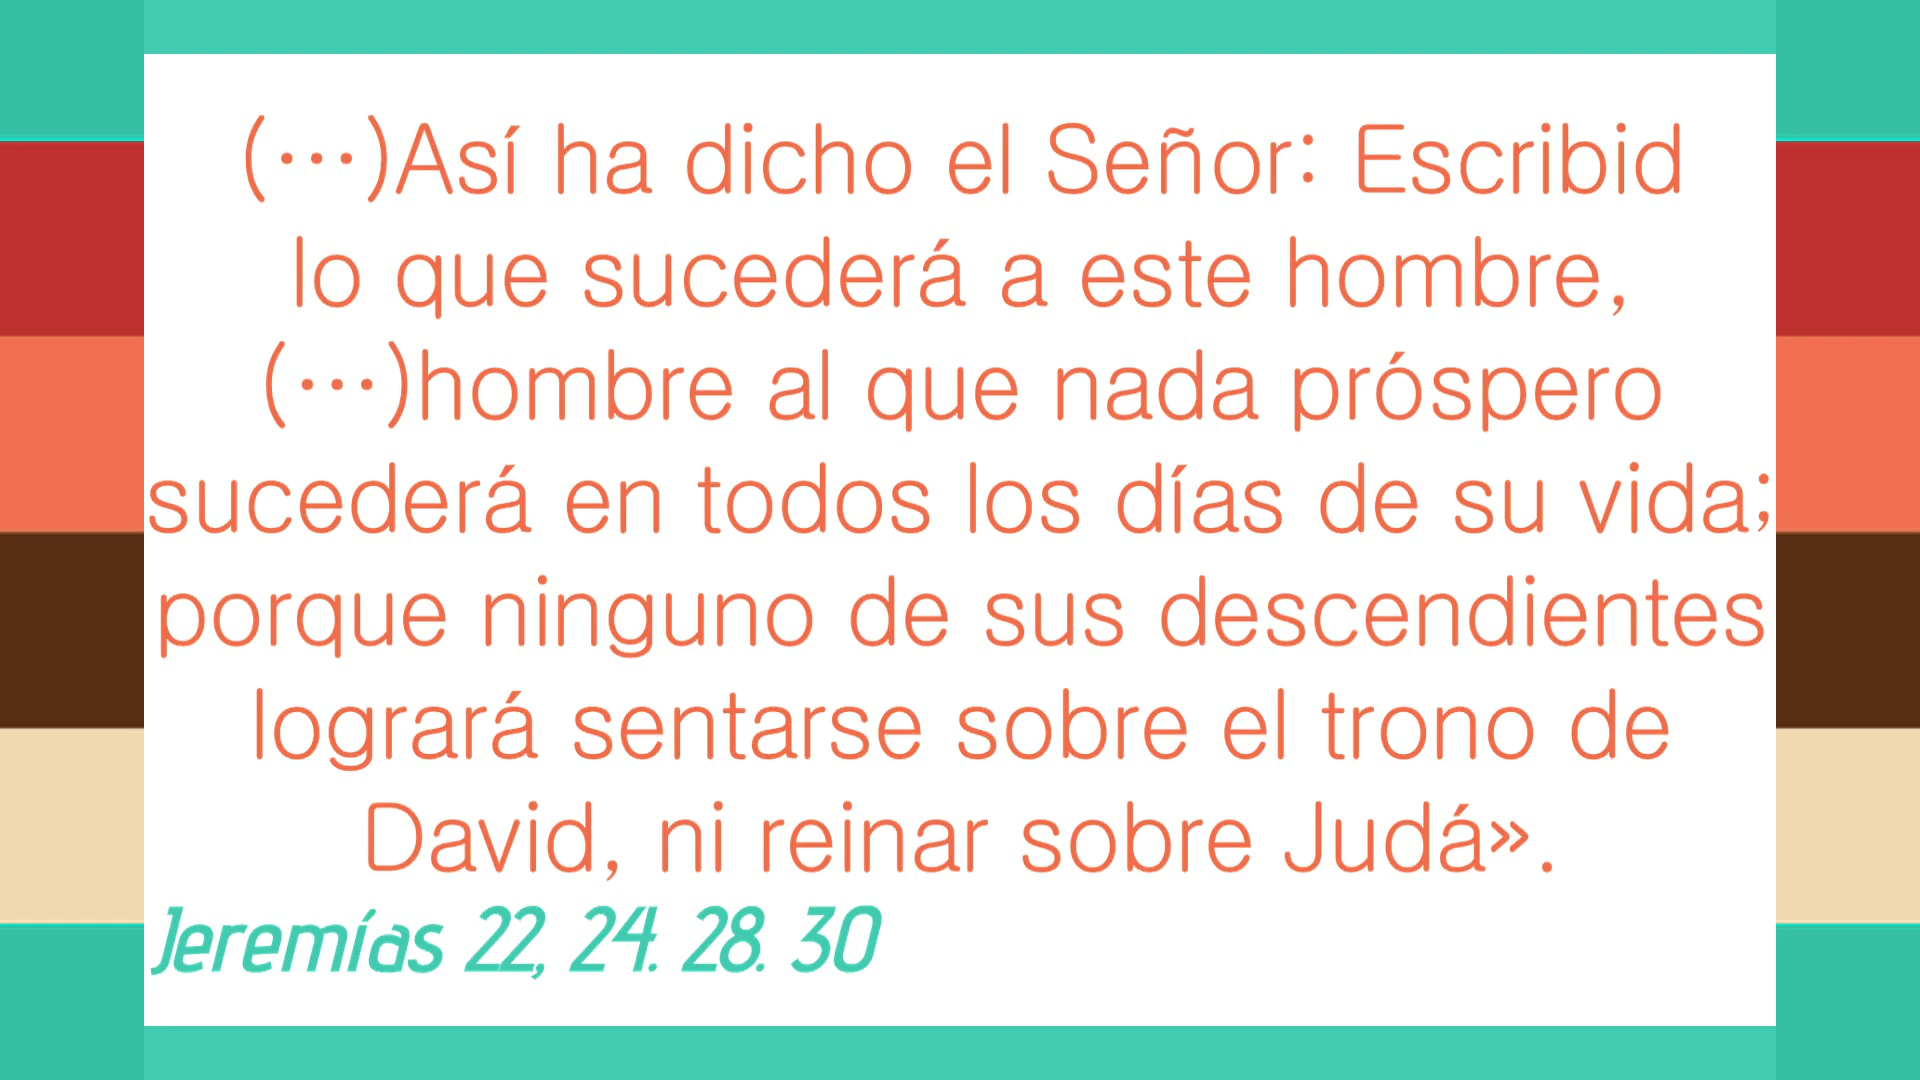 (···)Así ha dicho el Señor: Escribid
lo que sucederá a este hombre,
(···)hombre al que nada próspero
sucederá en todos los días de su vida;
porque ninguno de sus descendientes
logrará sentarse sobre el trono de
David, ni reinar sobre Judá».
Jeremías 22, 24. 28. 30